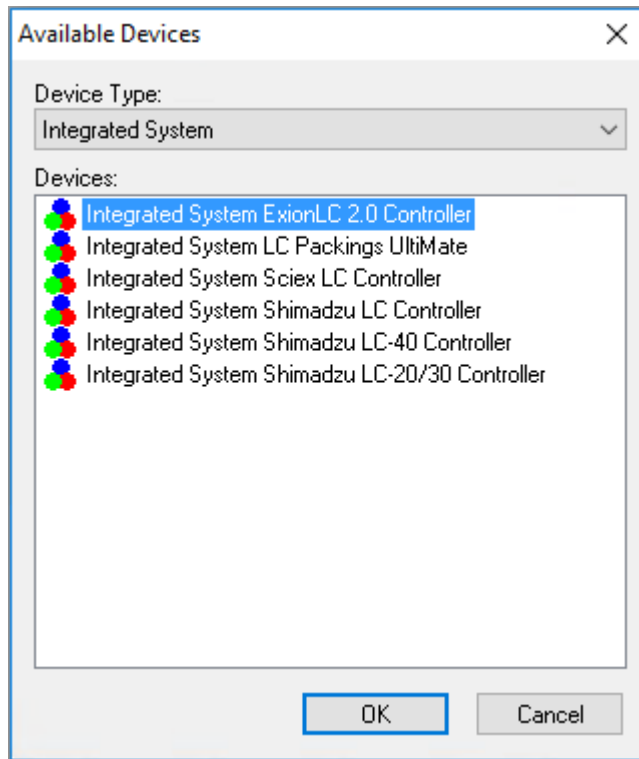 Available Devices
Device Type:
Integrated System
Devices:
Integrated System ExionLC 2.0 Controller
Integrated System LC Packings UltiMate
Integrated System Sciex LC Controller
Integrated System Shimadzu LC Controller
Integrated System Shimadzu LC-40 Controller
Integrated System Shimadzu LC-20/30 Controller
OK Cancel